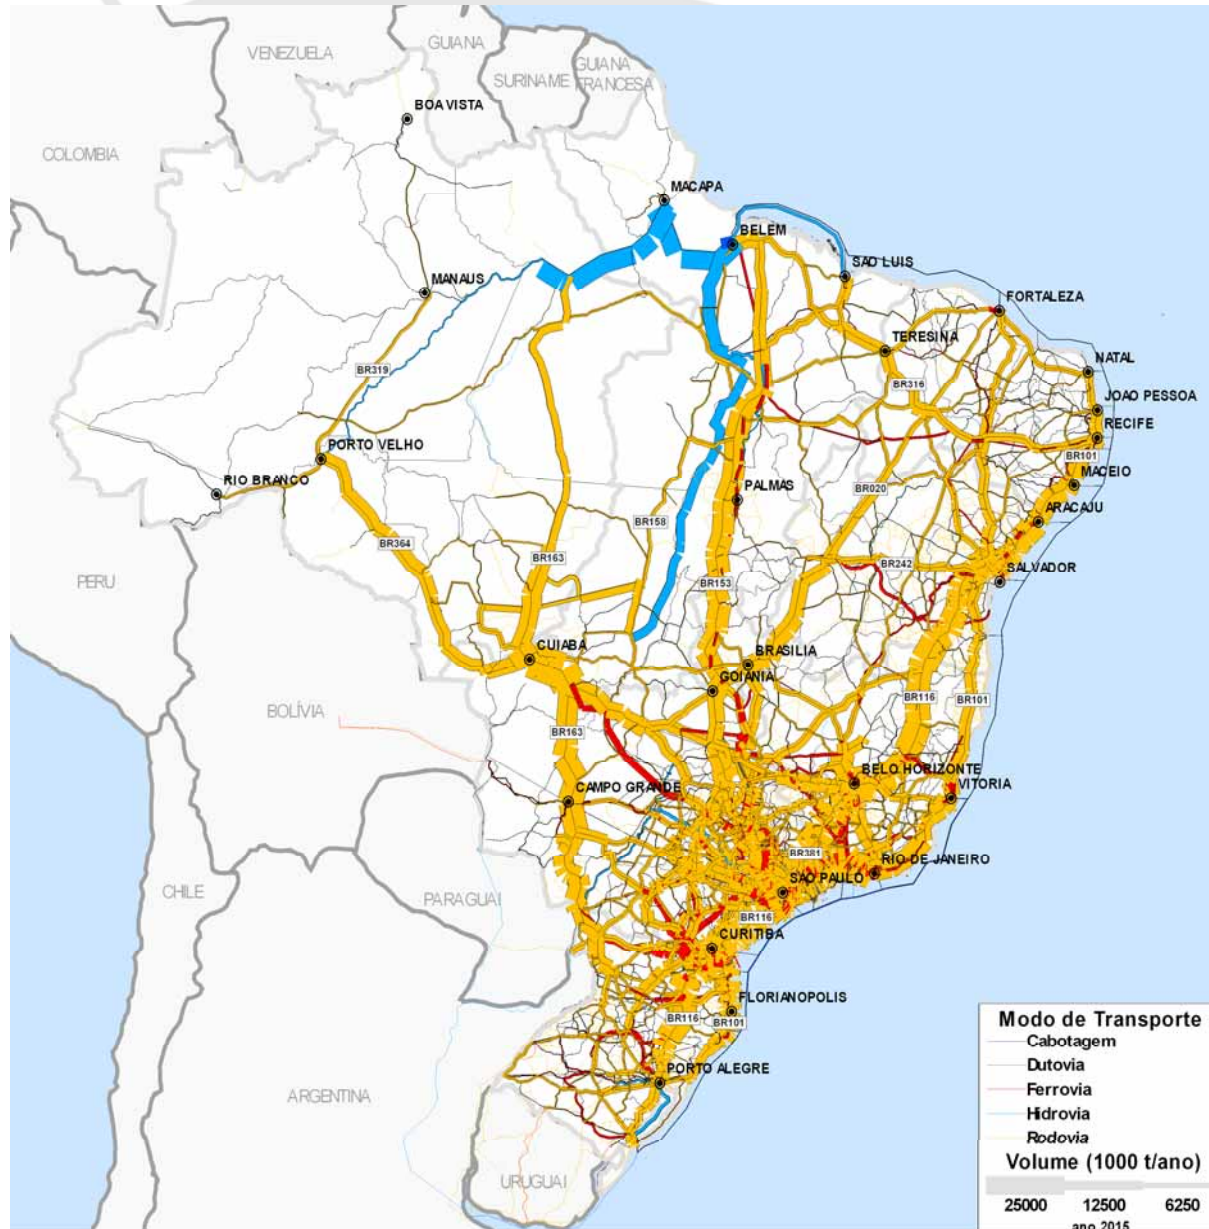 VENEZUELA
GUIANA
SURINAME
GUIANA
FRANCESA
BOA VISTA
COLOMBIA
MACAPA
BELEM
SAO LUIS
MANAUS
FORTALEZA
TERESINA
NATAL
BR319
BR316
JOAO PESSOA
RECIFE
BR101
PORTO VELHO
MACEIO
RIO BRANCO
BR020
PALMAS
ARACAJU
BR158
BR364
BR163
BR242
SALVADOR
PERU
BR153
CUIABA
BRASILIA
GOIANIA
BR116
BR101
BOLÍVIA
BR163
BELO HORIZONTE
VITORIA
CAMPO GRANDE
BR381
RIO DE JANEIRO
CHILE
SAO PAULO
PARAGUAI
BR116
CURITIBA
FLORIANOPOLIS
BR116
BR101
PORTO ALEGRE
ARGENTINA
URUGUAI
Modo de Transporte
Cabotagem
Dutovia
Ferrovia
Hidrovia
Rodovia
Volume (1000 t/ano)
25000 12500 6250
ano 2015